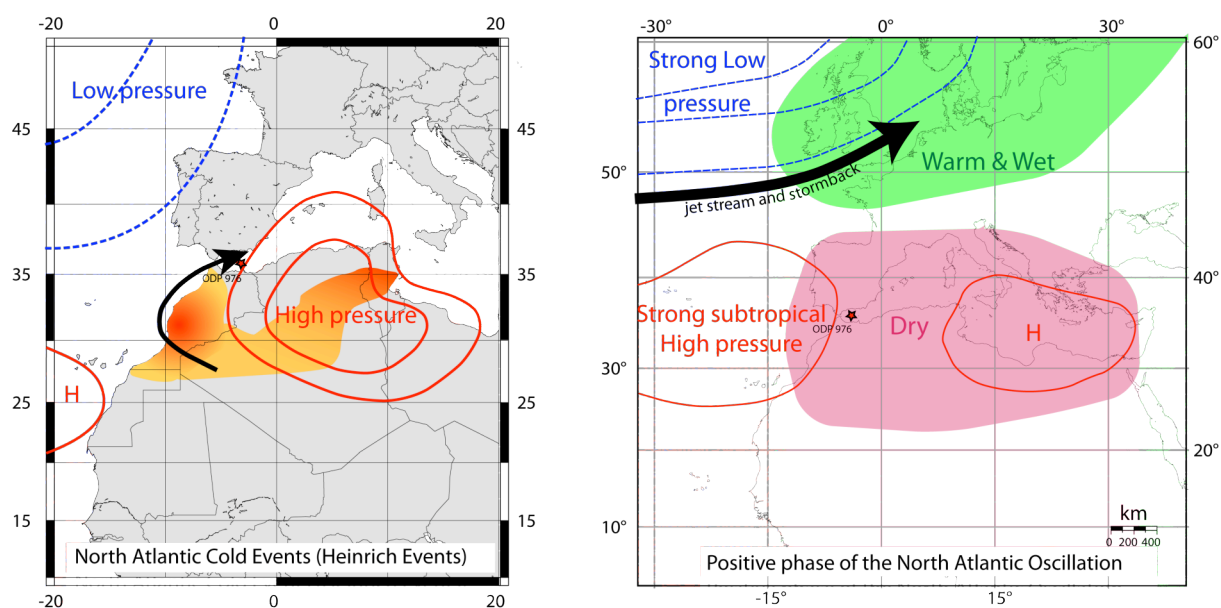 -20
0
20
Low pressure
45
35
ODP 976
High pressure
H
25
15
North Atlantic Cold Events (Heinrich Events)
-20
0
20
45
35
25
15
-30°
0°
30°
60°
Strong Low
pressure
Warm & Wet
50°
jet stream and stormback
40°
40°
Strong subtropical
High pressure
ODP 976
Dry
H
30°
30°
20°
km
0 200 400
10°
Positive phase of the North Atlantic Oscillation
-15°
15°